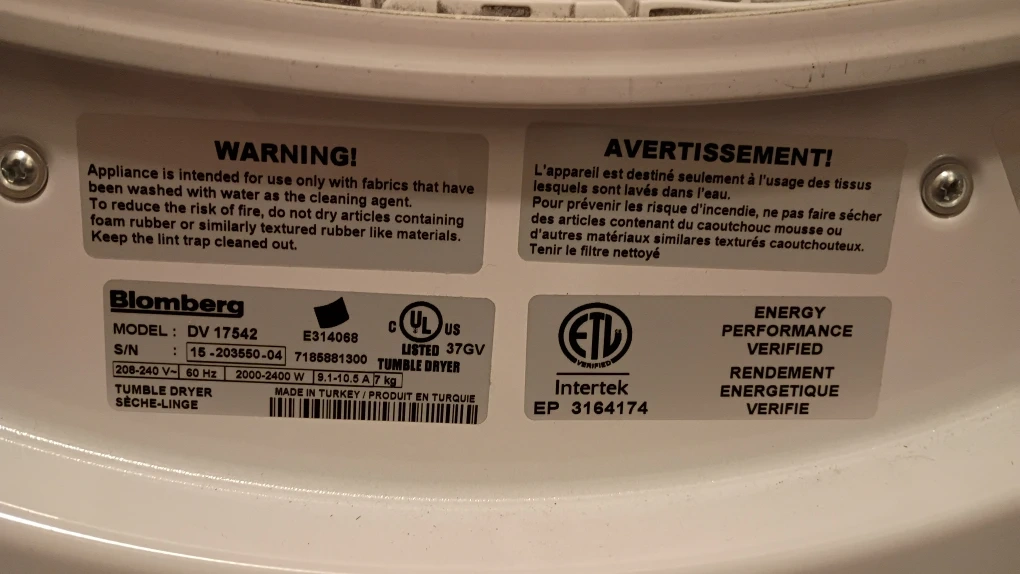 WARNING!
Appliance is intended for use only with fabrics that have
been washed with water as the cleaning agent.
To reduce the risk of fire, do not dry articles containing
foam rubber or similarly textured rubber like materials.
Keep the lint trap cleaned out.
AVERTISSEMENT!
L'appareil est destiné seulement à l'usage des tissus
lesquels sont lavés dans l'eau.
Pour prévenir les risque d'incendie, ne pas faire sécher
des articles contenant du caoutchouc mousse ou
d'autres matériaux similares texturés caoutchouteux.
Tenir le filtre nettoyé
Blomberg
MODEL : DV 17542
S/N : 15 -203550-04
E314068
7185881300
C UL US
LISTED 37GV
TUMBLE DRYER
208-240 V~ 60 Hz 2000-2400 W 9.1-10.5 A 7 kg
TUMBLE DRYER
SÈCHE-LINGE
MADE IN TURKEY / PRODUIT EN TURQUIE
ETL
VERIFIED
Intertek
EP 3164174
ENERGY
PERFORMANCE
VERIFIED
RENDEMENT
ENERGETIQUE
VERIFIE